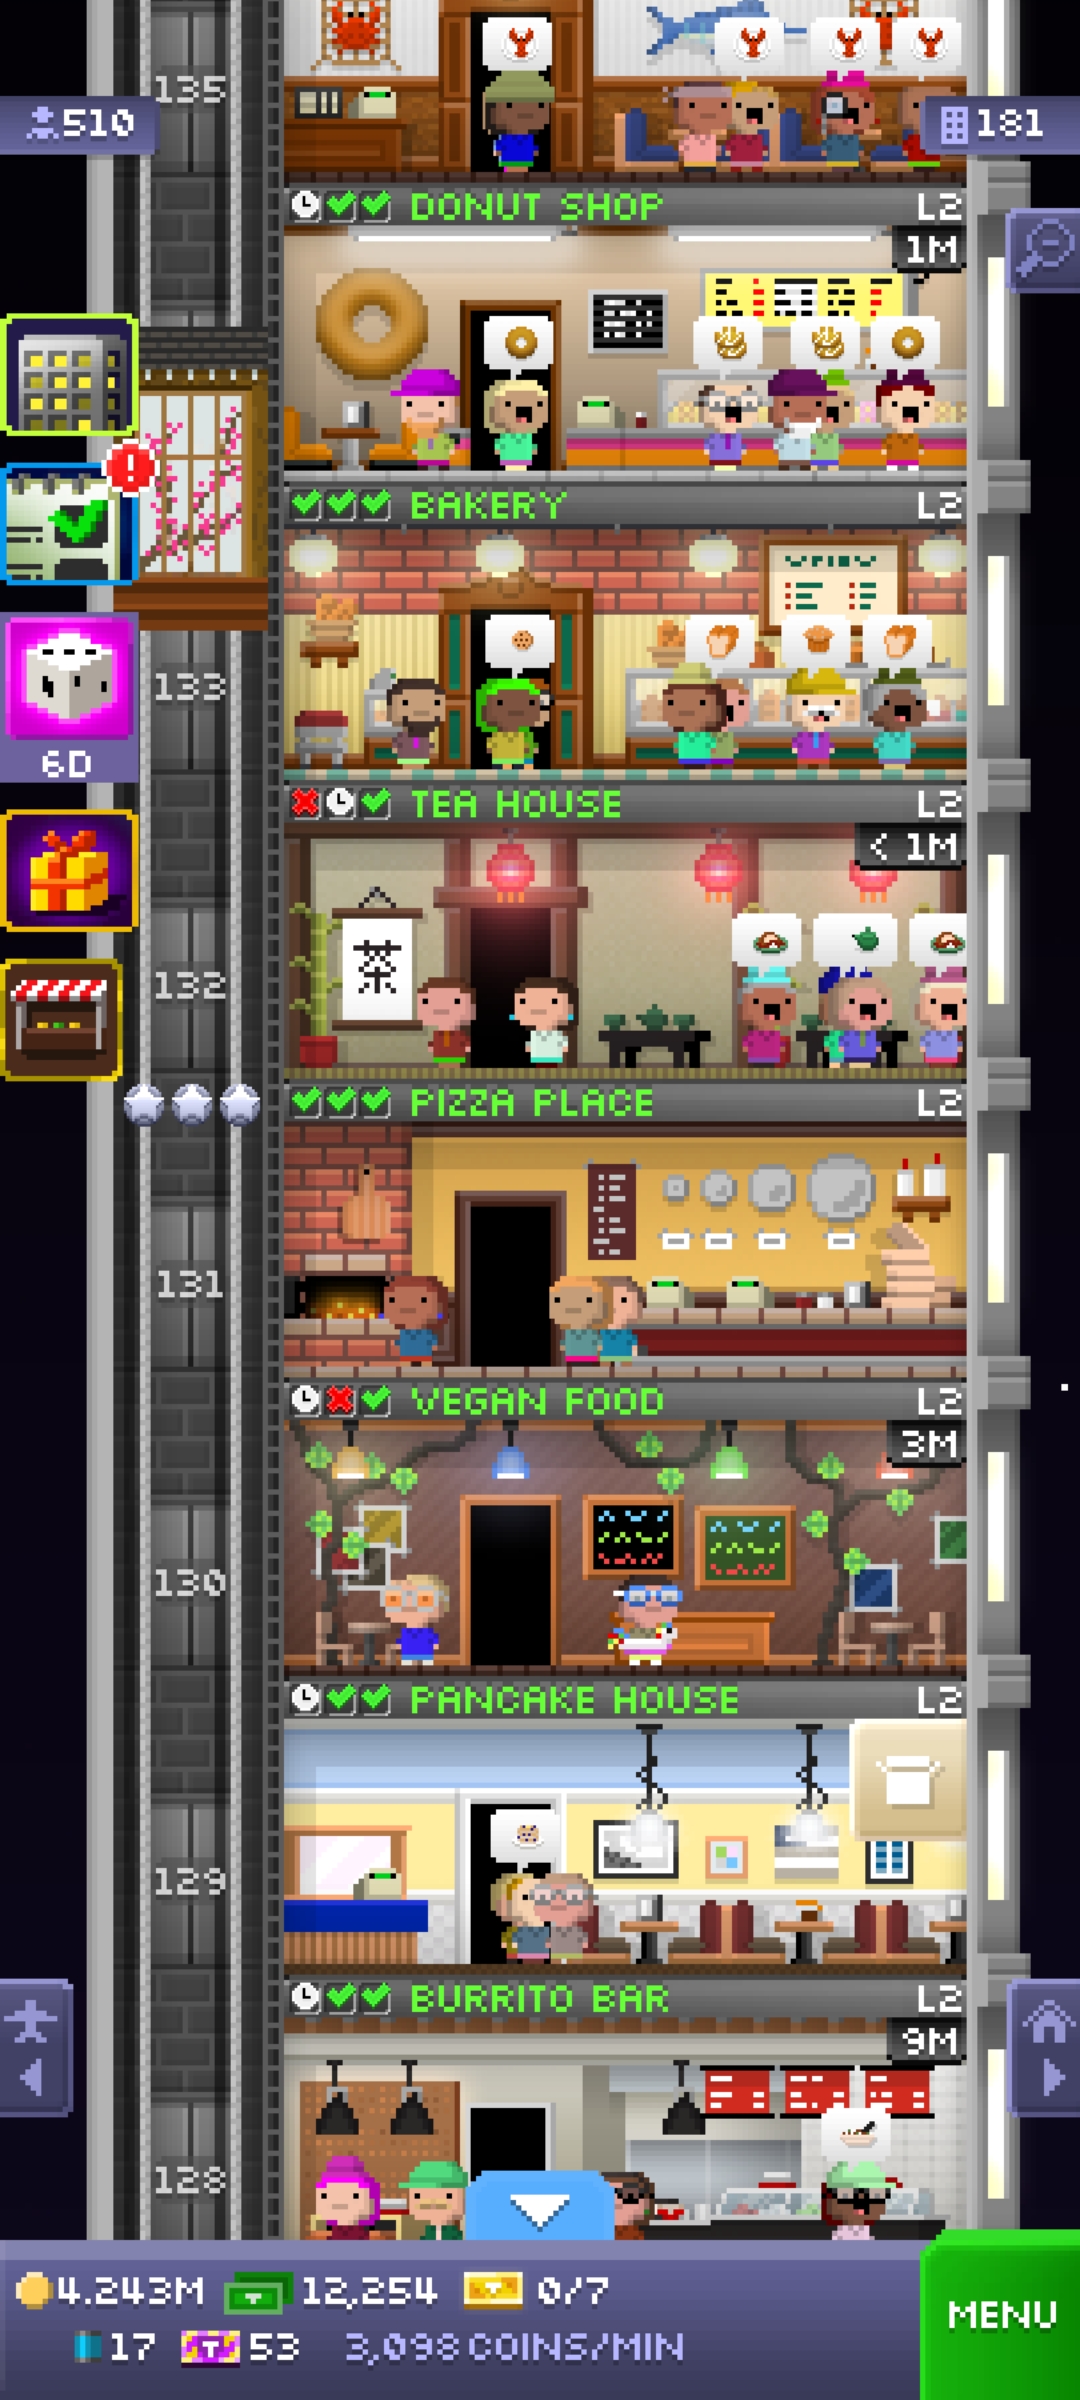 135
510
181
DONUT SHOP L2
1M
BAKERY L2
133
6D
TEA HOUSE L2
< 1M
茶
132
PIZZA PLACE L2
131
VEGAN FOOD L2
3M
130
PANCAKE HOUSE L2
129
BURRITO BAR L2
9M
128
4.243M 12,254 0/7
17 53 3,098 COINS/MIN
MENU